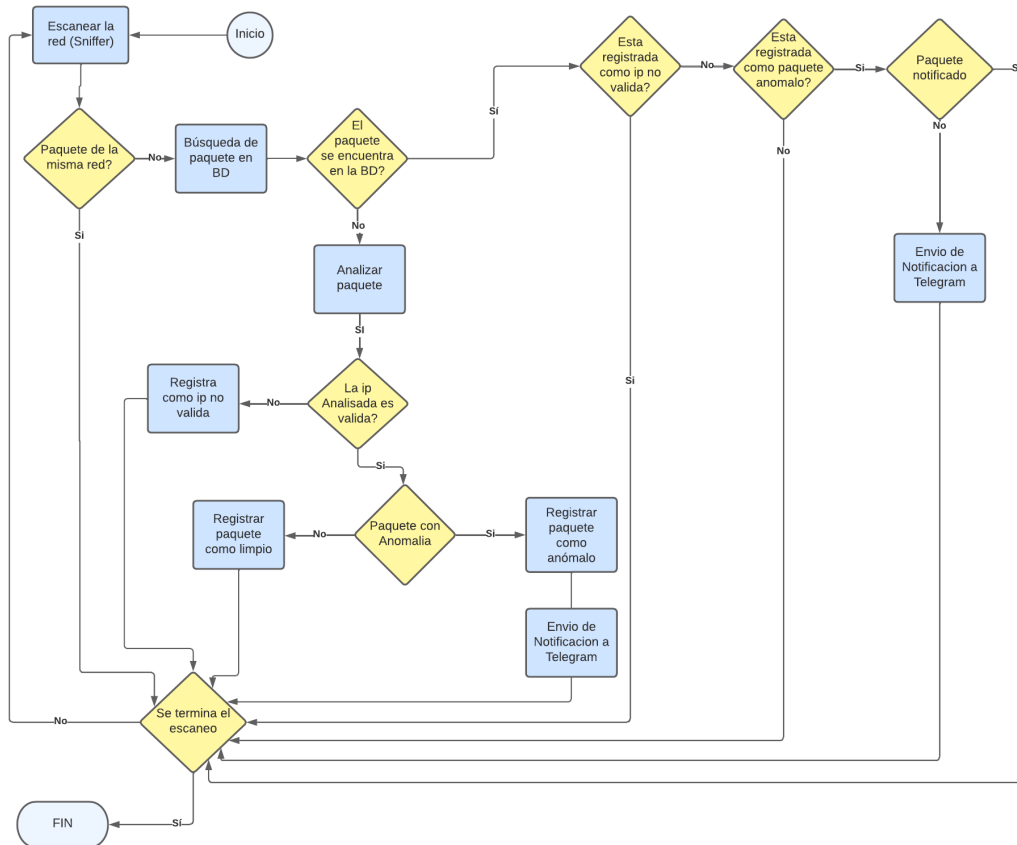 Escanear la
red (Sniffer)
Inicio
Esta
registrada
como ip no
valida?
No
Esta
registrada
como paquete
anomalo?
Si
Paquete
notificado
S
Paquete de la
misma red?
No
Búsqueda de
paquete en
BD
El
paquete
se encuentra
en la BD?
Sí
No
No
Si
No
Analizar
paquete
Envio de
Notificacion a
Telegram
SI
Registra
como ip no
valida
No
La ip
Analisada es
valida?
Si
Si
Registrar
paquete
como limpio
No
Paquete con
Anomalia
Si
Registrar
paquete
como
anómalo
Envio de
Notificacion a
Telegram
No
Se termina el
escaneo
FIN
Sí